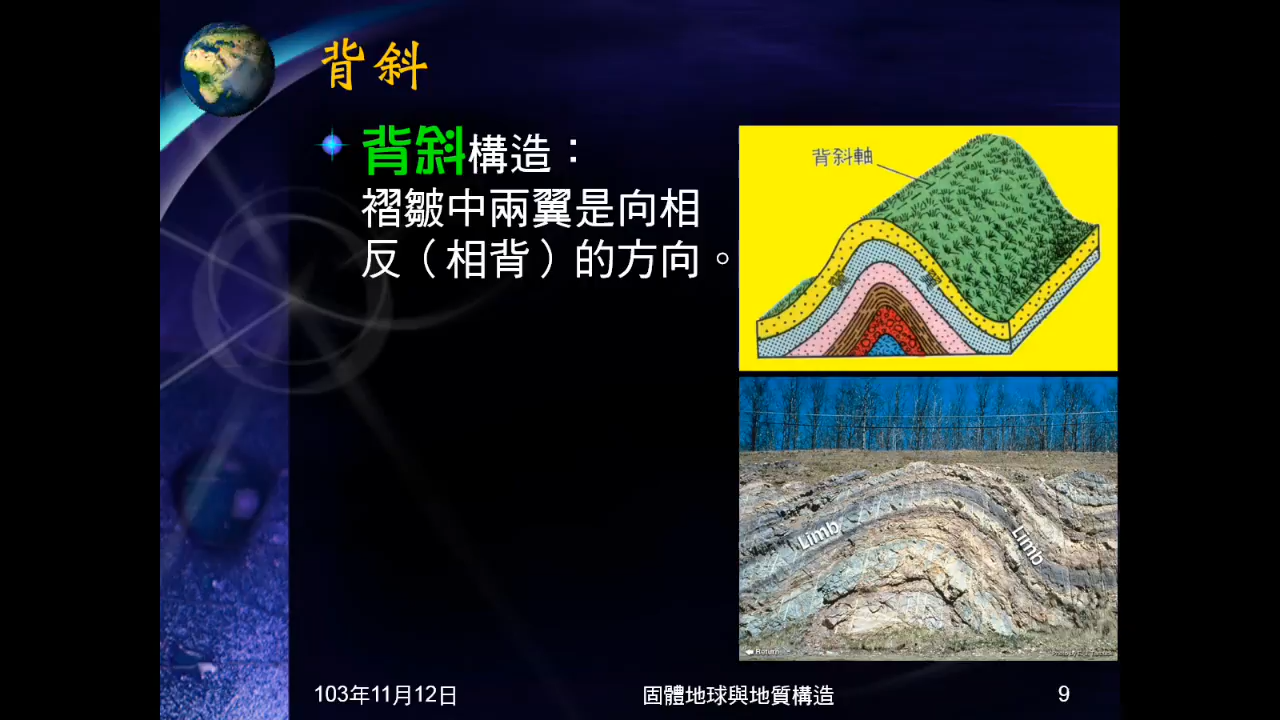 背斜
背斜構造：
褶皺中兩翼是向相
反（相背）的方向。
背斜軸
Limb
Limb
Return
103年11月12日
固體地球與地質構造
9